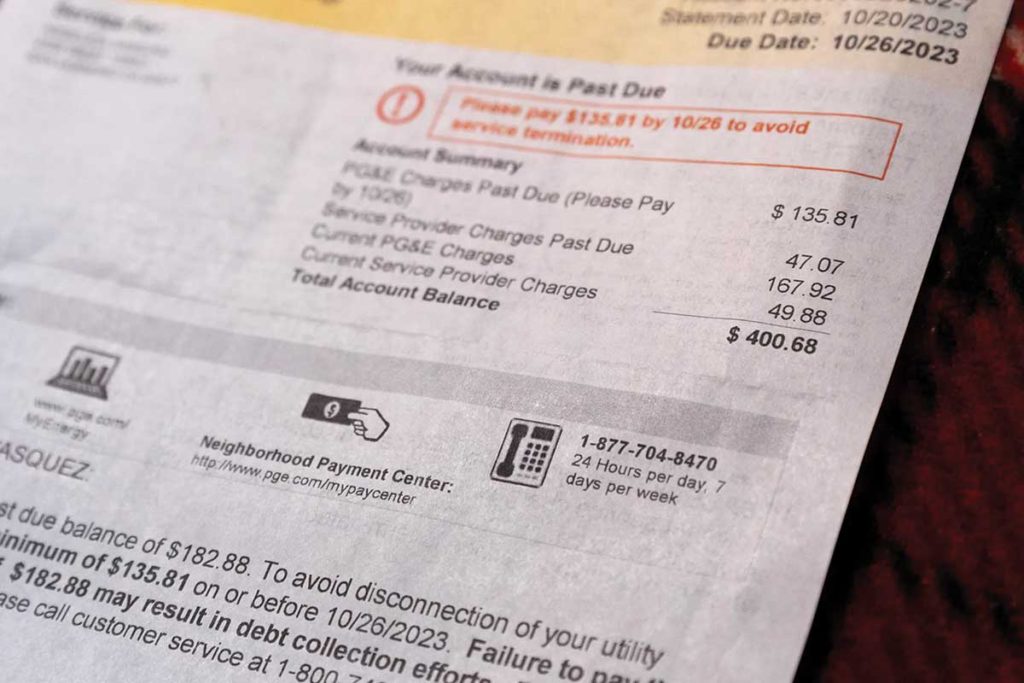 Statement Date: 10/20/2023
Due Date: 10/26/2023
Your Account is Past Due
Please pay $135.81 by 10/26 to avoid
service termination.
Account Summary
PG&E Charges Past Due (Please Pay
by 10/26) $ 135.81
Service Provider Charges Past Due 47.07
Current PG&E Charges 167.92
Current Service Provider Charges 49.88
Total Account Balance $ 400.68
www.pge.com/
MyEnergy
Neighborhood Payment Center:
http://www.pge.com/mypaycenter
1-877-704-8470
24 Hours per day, 7
days per week
ASQUEZ:
st due balance of $182.88. To avoid disconnection of your utility
inimum of $135.81 on or before 10/26/2023. Failure to pay
$182.88 may result in debt collection efforts.
ase call customer service at 1-800